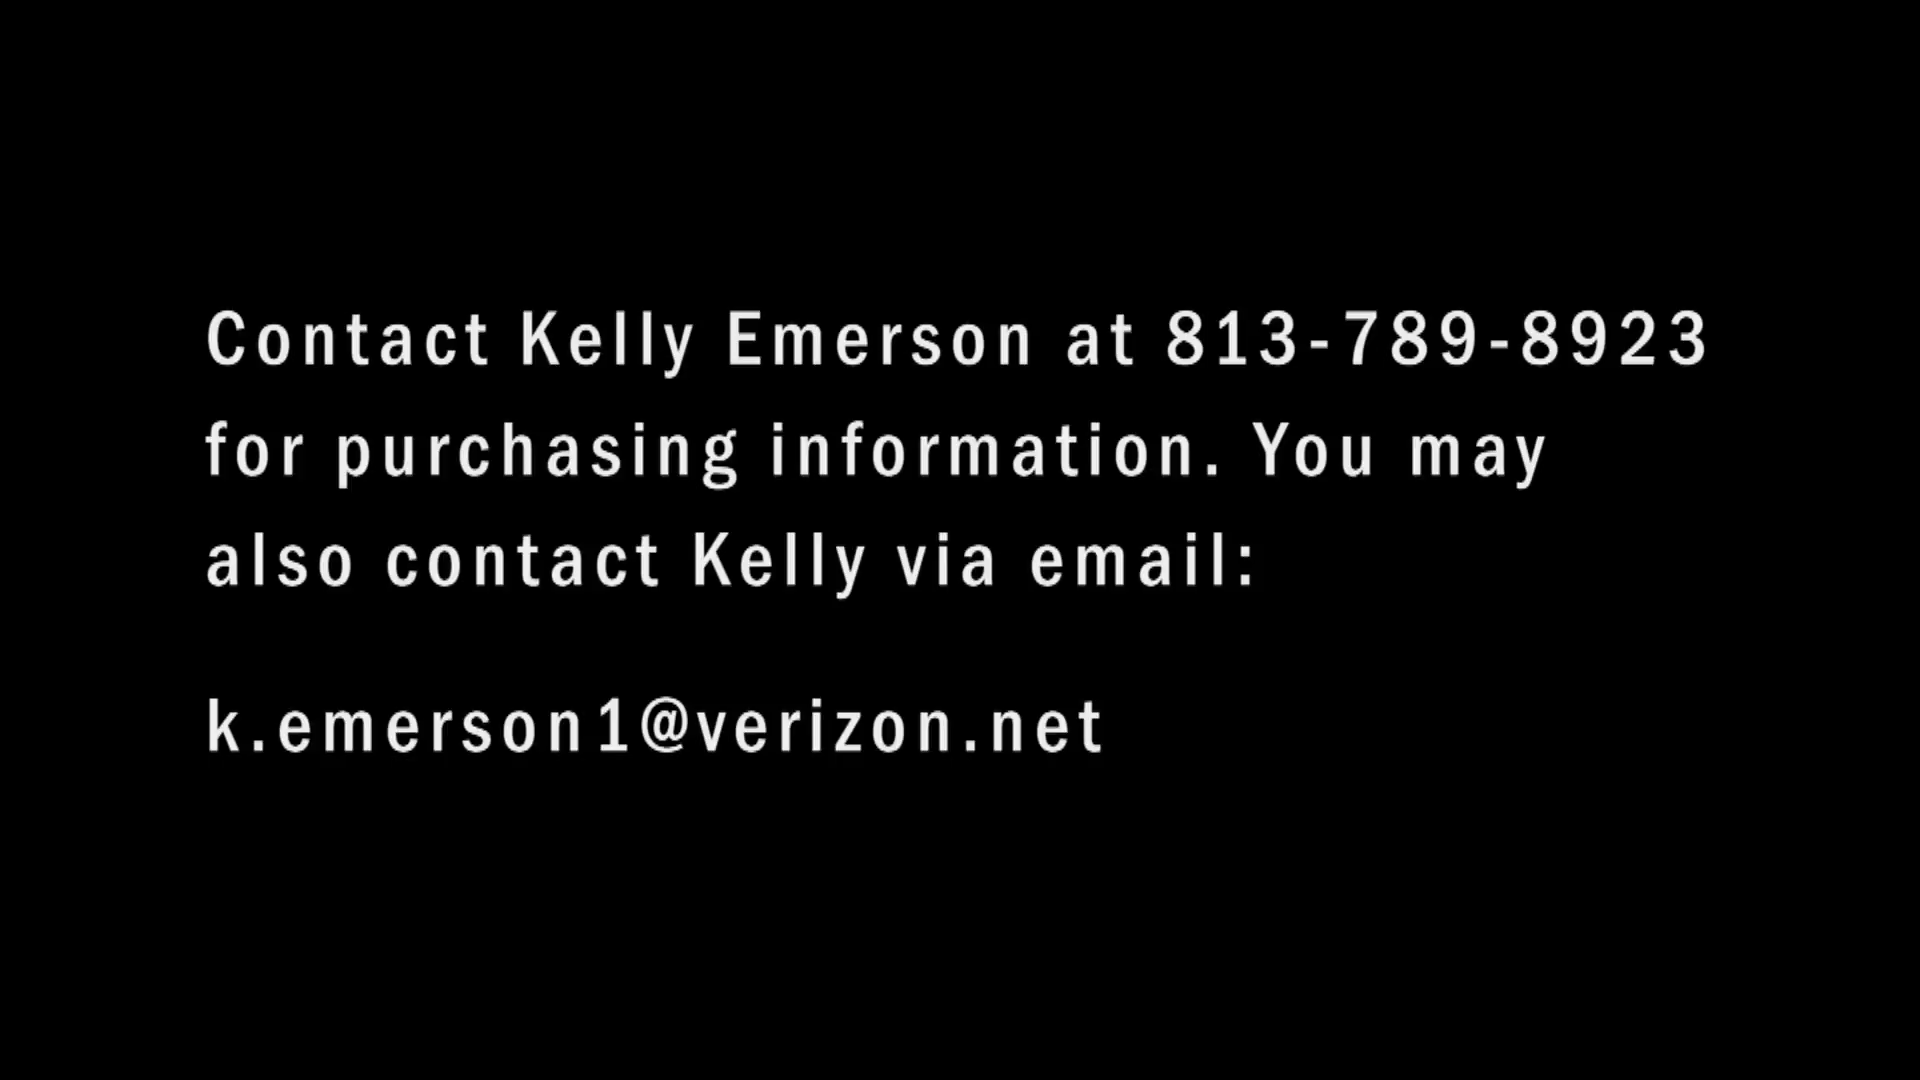 Contact Kelly Emerson at 813-789-8923
for purchasing information. You may
also contact Kelly via email:
k.emerson1@verizon.net